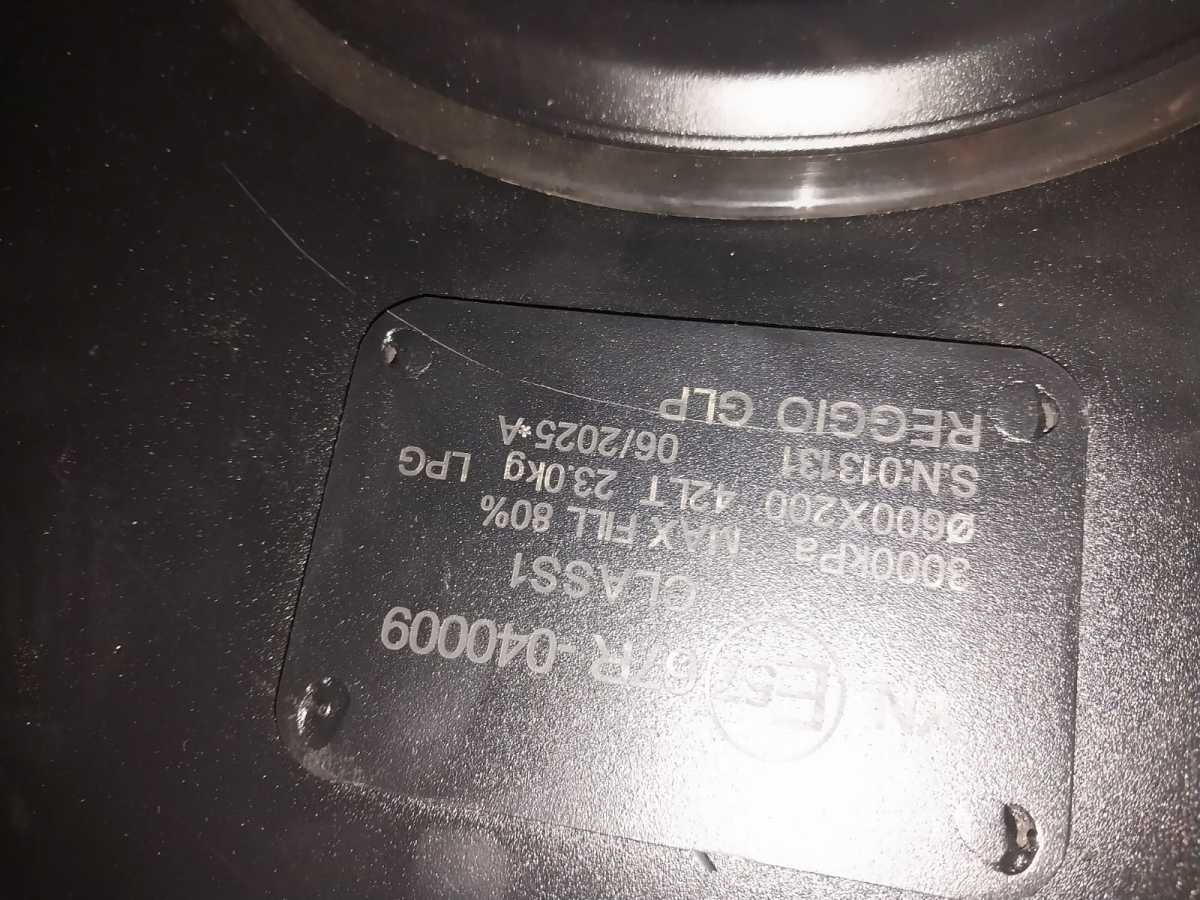 E57 67R-040009
CLASS1
3000kPa MAX FILL 80%
Ø600X200 42LT 23.0kg LPG
S.N:013131 06/2025*A
REGGIO GLP